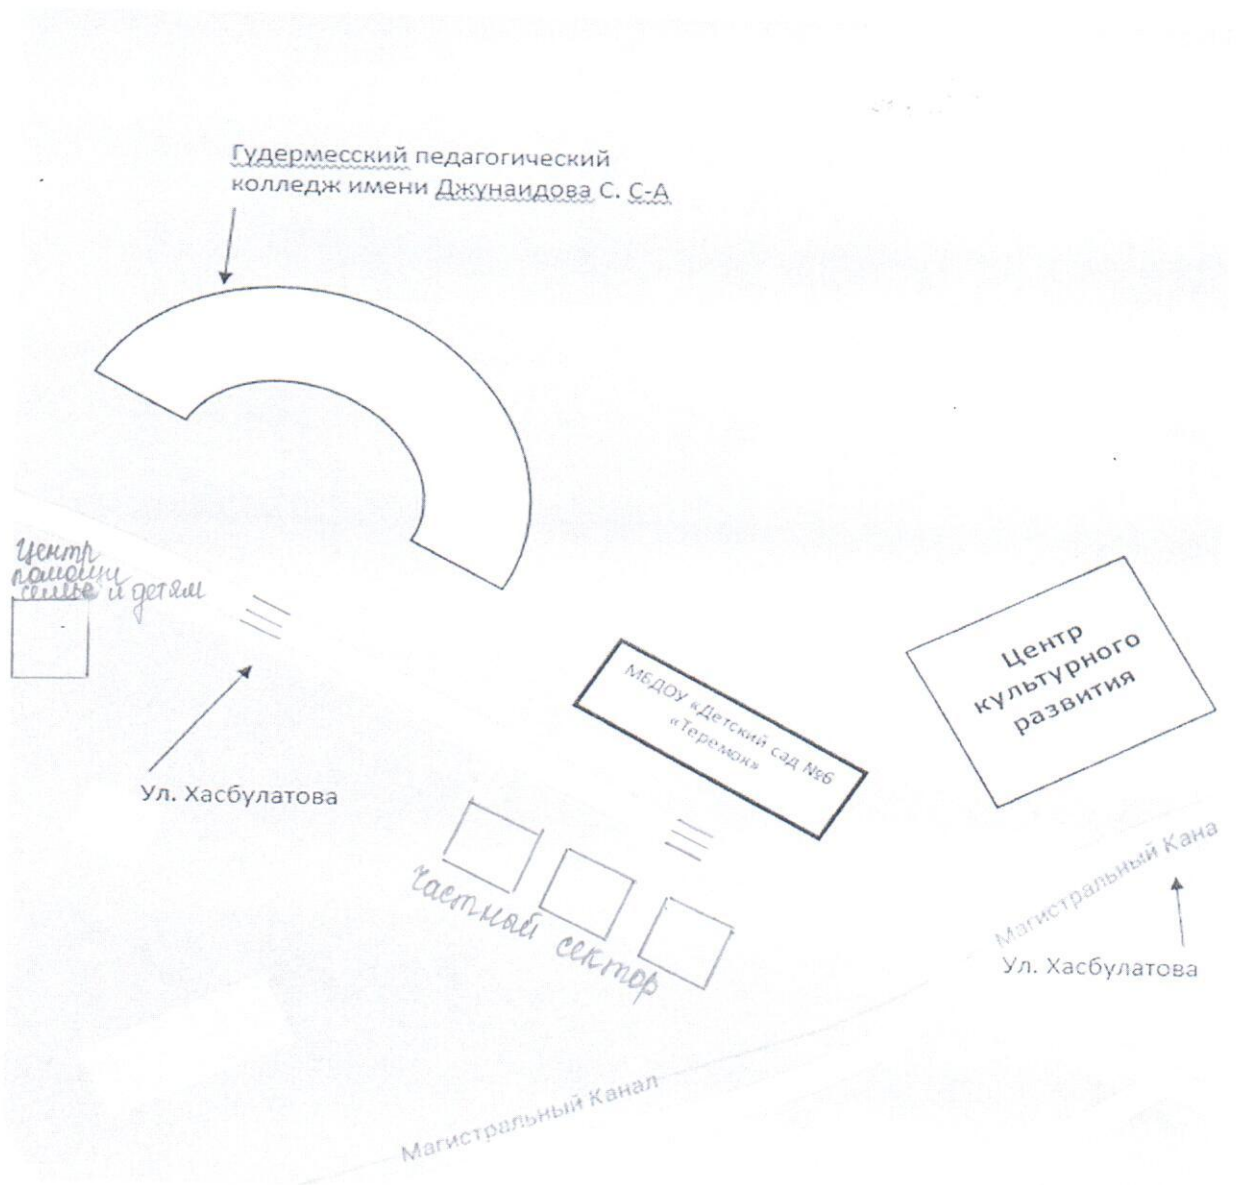 Гудермесский педагогический
колледж имени Джунаидова С. С-А
Центр
помощи
семье и детям
Ул. Хасбулатова
МБДОУ «Детский сад №6
«Теремок»
Центр
культурного
развития
частный сектор
Магистральный Кана
Ул. Хасбулатова
Магистральный Канал